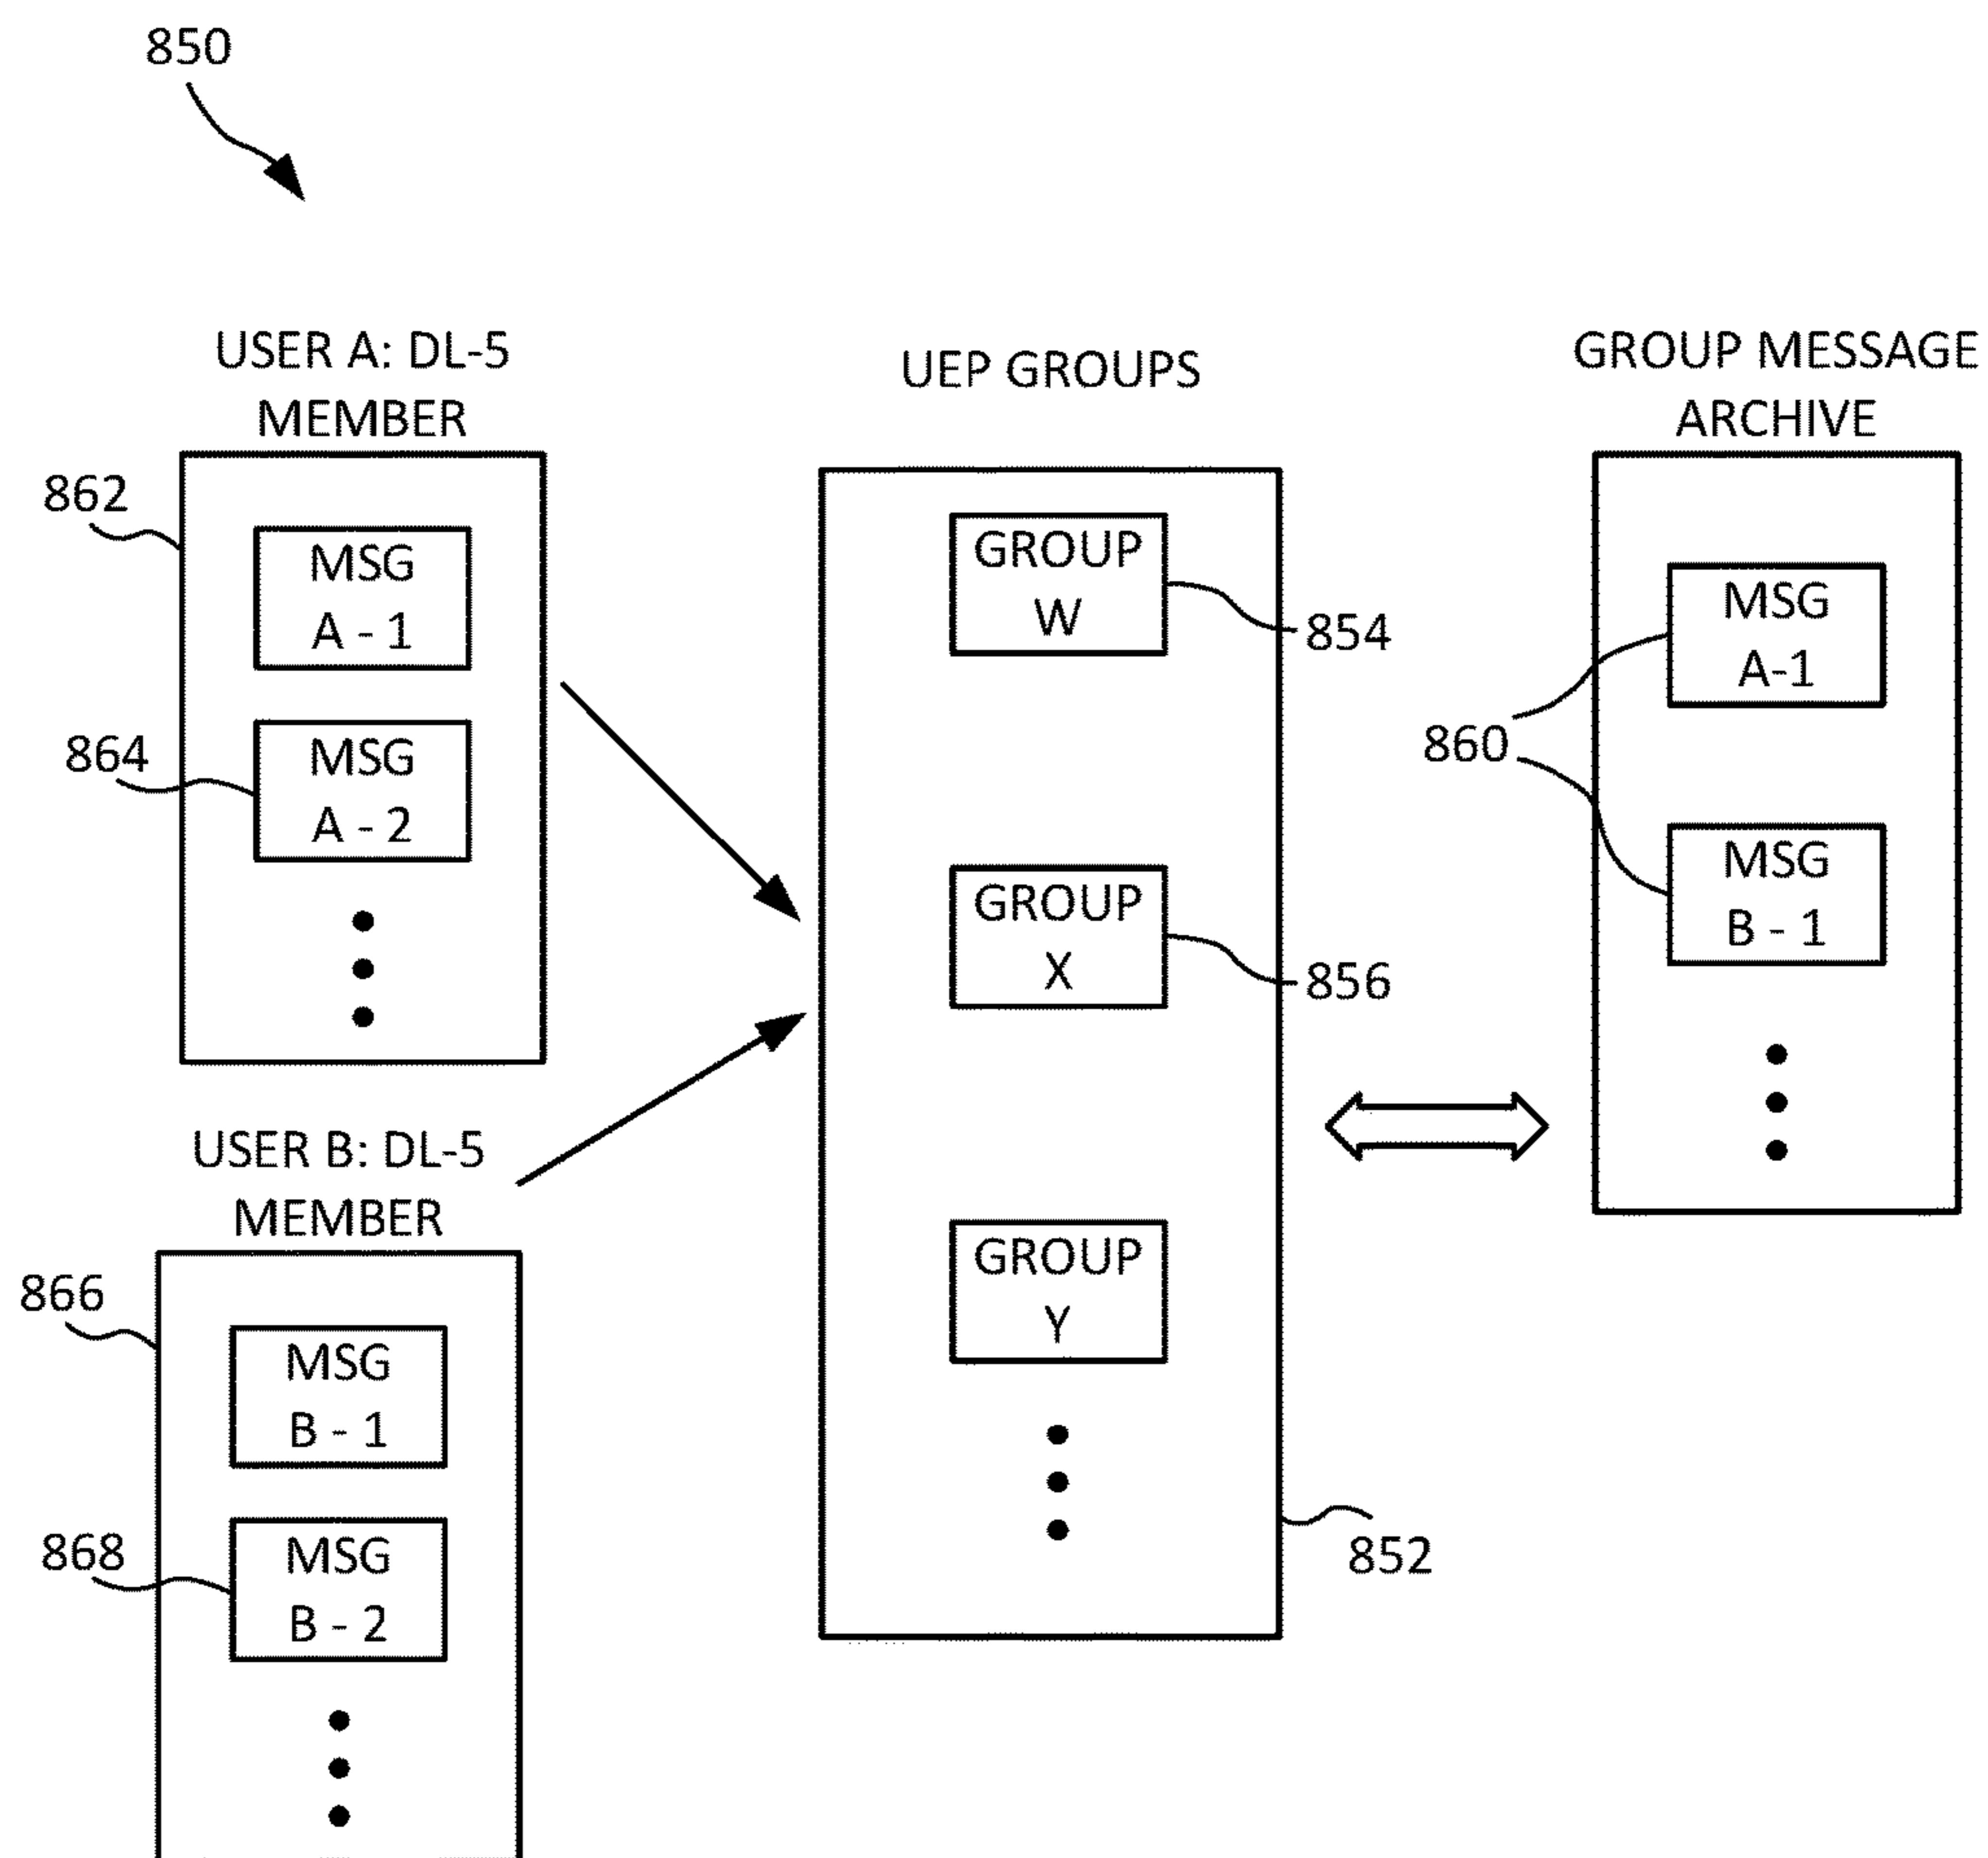 850
USER A: DL-5
MEMBER
862
MSG
A - 1
864
MSG
A - 2
USER B: DL-5
MEMBER
866
MSG
B - 1
868
MSG
B - 2
UEP GROUPS
GROUP
W
854
GROUP
X
856
GROUP
Y
852
GROUP MESSAGE
ARCHIVE
MSG
A-1
860
MSG
B - 1